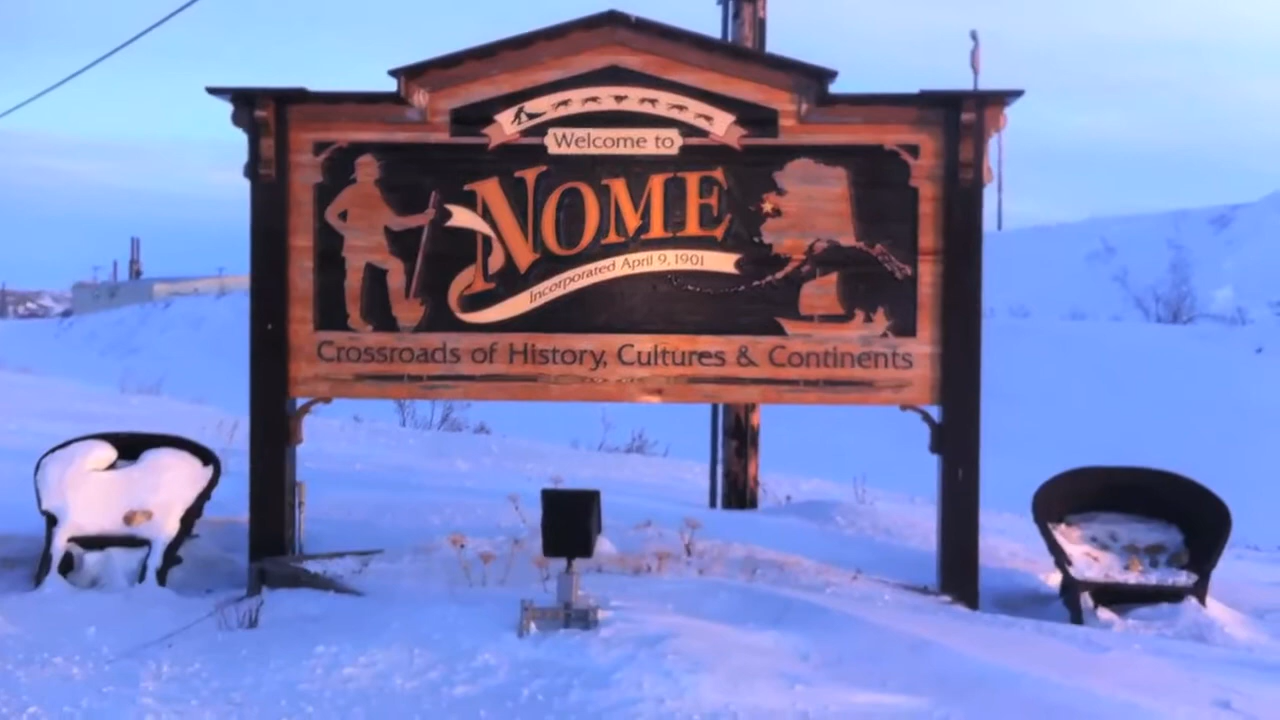 Welcome to
NOME
Incorporated April 9, 1901
Crossroads of History, Cultures & Continents